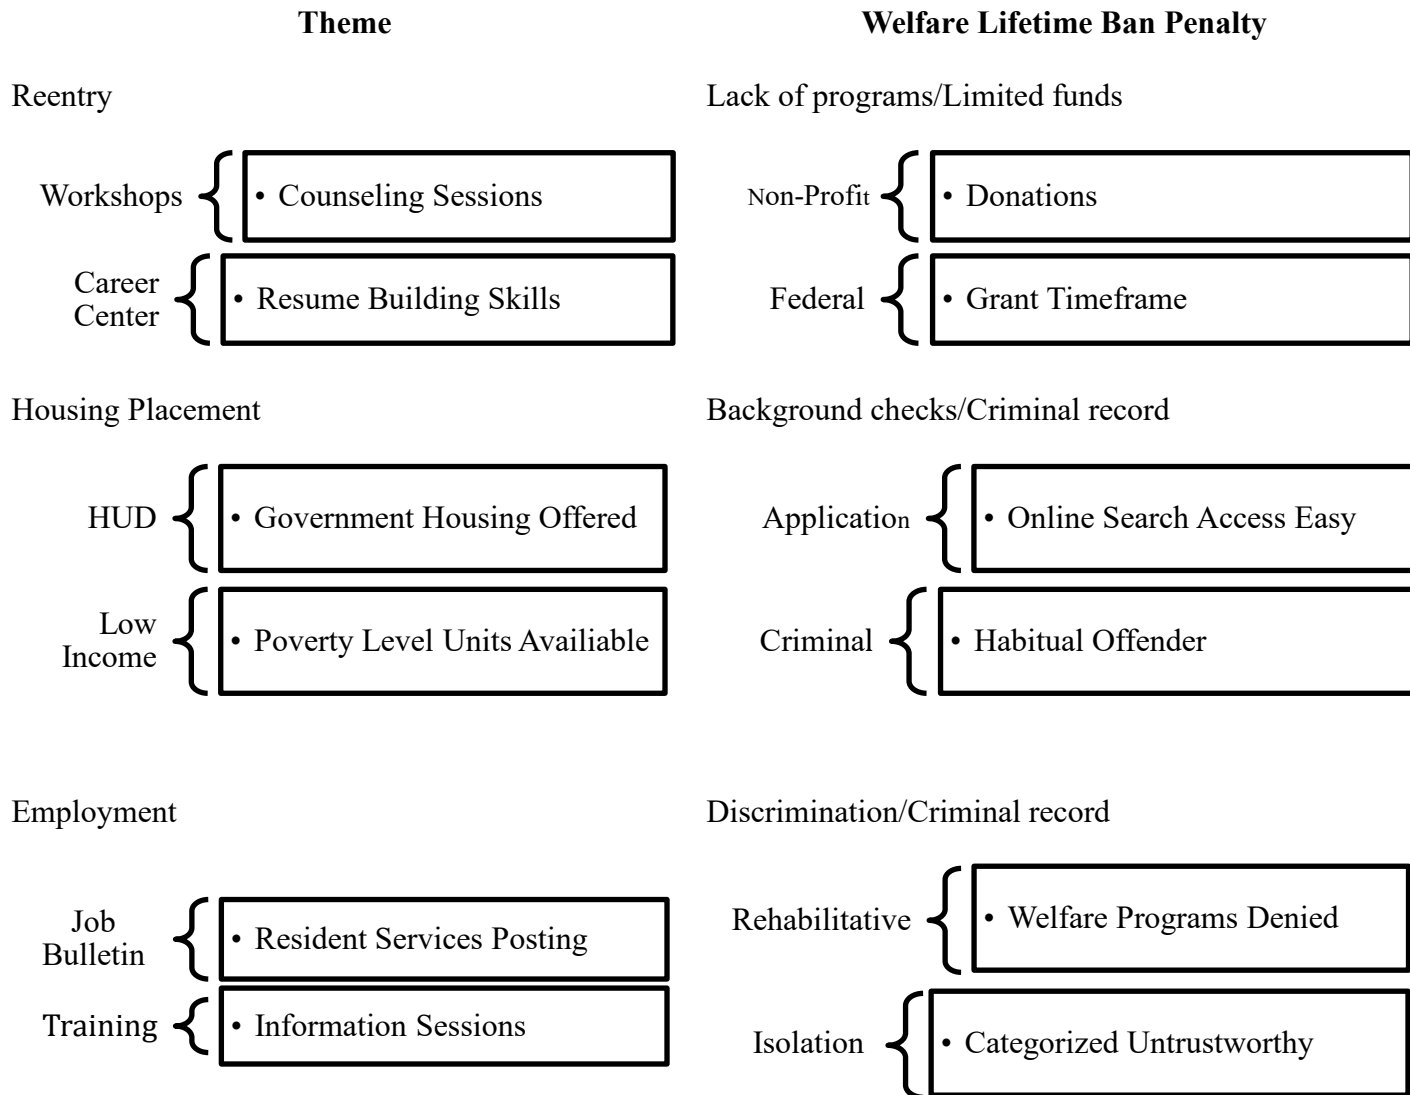 Theme
Welfare Lifetime Ban Penalty
Reentry
Lack of programs/Limited funds
Workshops
• Counseling Sessions
Non-Profit
• Donations
Career
Center
• Resume Building Skills
Federal
• Grant Timeframe
Housing Placement
Background checks/Criminal record
HUD
• Government Housing Offered
Application
• Online Search Access Easy
Low
Income
• Poverty Level Units Availiable
Criminal
• Habitual Offender
Employment
Discrimination/Criminal record
Job
Bulletin
• Resident Services Posting
Rehabilitative
• Welfare Programs Denied
Training
• Information Sessions
Isolation
• Categorized Untrustworthy